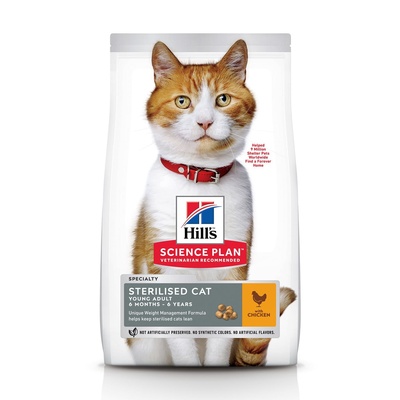 Helped
9 Million
Shelter Pets
Worldwide
Find a Forever
Home
Hill's
SCIENCE PLAN
VETERINARIAN RECOMMENDED
SPECIALTY
STERILISED CAT
YOUNG ADULT
6 MONTHS - 6 YEARS
Unique Weight Management Formula
helps keep sterilised cats lean
with
CHICKEN
NOT ARTIFICIALLY PRESERVED. NO SYNTHETIC COLORS. NO ARTIFICIAL FLAVORS.